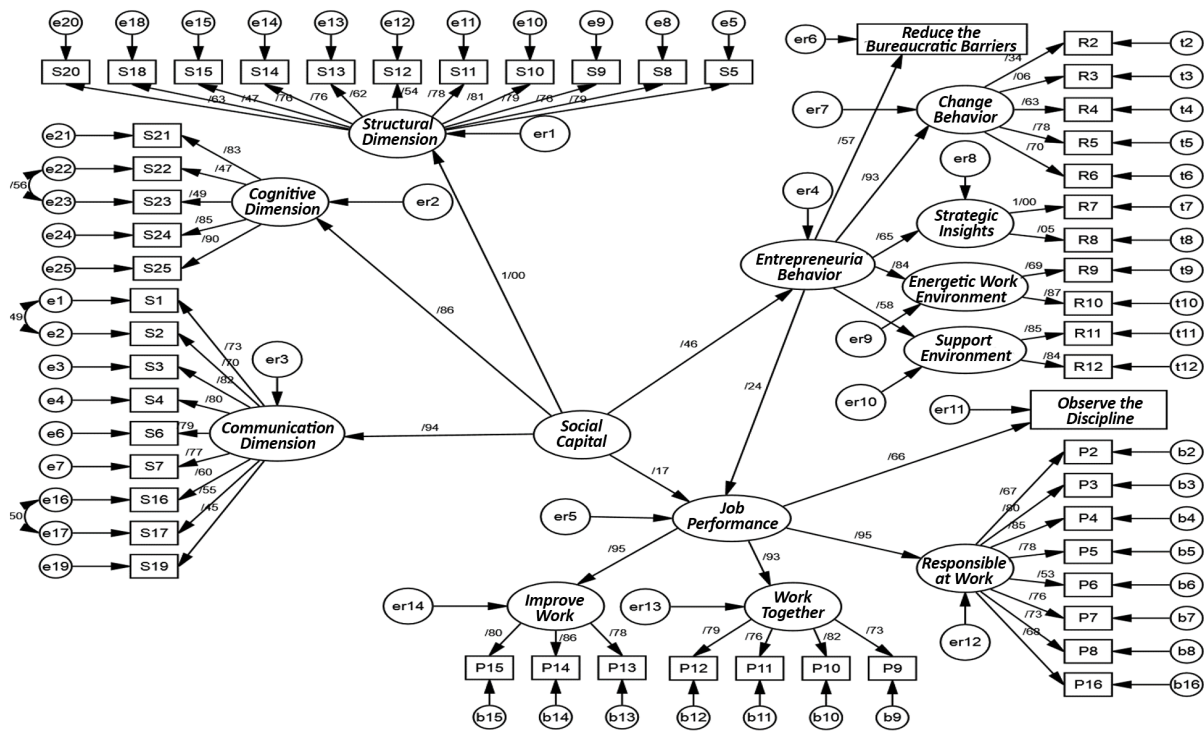 e20 e18 e15 e14 e13 e12 e11 e10 e9 e8 e5
S20 S18 S15 S14 S13 S12 S11 S10 S9 S8 S5
/63 /47 /76 /76 /62 /54 /78 /81 /79 /76 /79
Structural
Dimension
er1
e21 S21 /83
e22 S22 /47
/56
e23 S23 /49
e24 S24 /85
e25 S25 /90
Cognitive
Dimension
er2
e1 S1 /73
49
e2 S2 /70
e3 S3 /82
e4 S4 /80
e6 S6 /79
e7 S7 /77
e16 S16 /60
50
e17 S17 /55
e19 S19 /45
er3
Communication
Dimension
/94
/86
1/00
Social
Capital
/46
/17
er6
Reduce the
Bureaucratic Barriers
/57
er7
Change
Behavior
/93
/34 R2 t2
/06 R3 t3
/63 R4 t4
/78 R5 t5
/70 R6 t6
er8
Strategic
Insights
/65
1/00 R7 t7
/05 R8 t8
er4
Entrepreneuria
Behavior
/84
Energetic Work
Environment
/69 R9 t9
/87 R10 t10
er9
/58
Support
Environment
/85 R11 t11
/84 R12 t12
er10
/24
er11
Observe the
Discipline
/66
er5
Job
Performance
/95
Responsible
at Work
er12
/67 P2 b2
/80 P3 b3
/85 P4 b4
/78 P5 b5
/53 P6 b6
/76 P7 b7
/73 P8 b8
/68 P16 b16
/95
/93
er14
Improve
Work
er13
Work
Together
/80 /86 /78 /79 /76 /82 /73
P15 P14 P13 P12 P11 P10 P9
b15 b14 b13 b12 b11 b10 b9